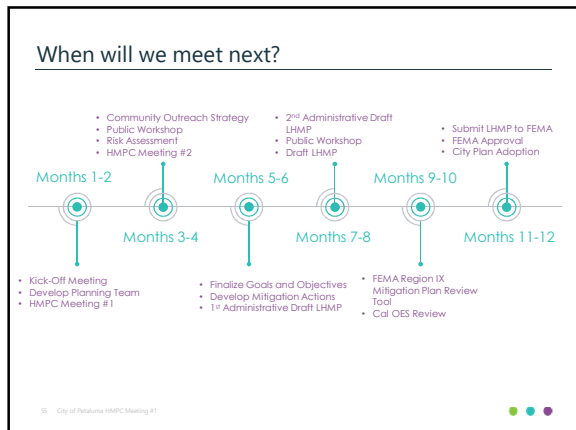 When will we meet next?
• Community Outreach Strategy
• Public Workshop
• Risk Assessment
• HMPC Meeting #2
• 2nd Administrative Draft
LHMP
• Public Workshop
• Draft LHMP
• Submit LHMP to FEMA
• FEMA Approval
• City Plan Adoption
Months 1-2
Months 5-6
Months 9-10
Months 3-4
Months 7-8
Months 11-12
• Kick-Off Meeting
• Develop Planning Team
• HMPC Meeting #1
• Finalize Goals and Objectives
• Develop Mitigation Actions
• 1st Administrative Draft LHMP
• FEMA Region IX
Mitigation Plan Review
Tool
• Cal OES Review
55 City of Petaluma HMPC Meeting #1